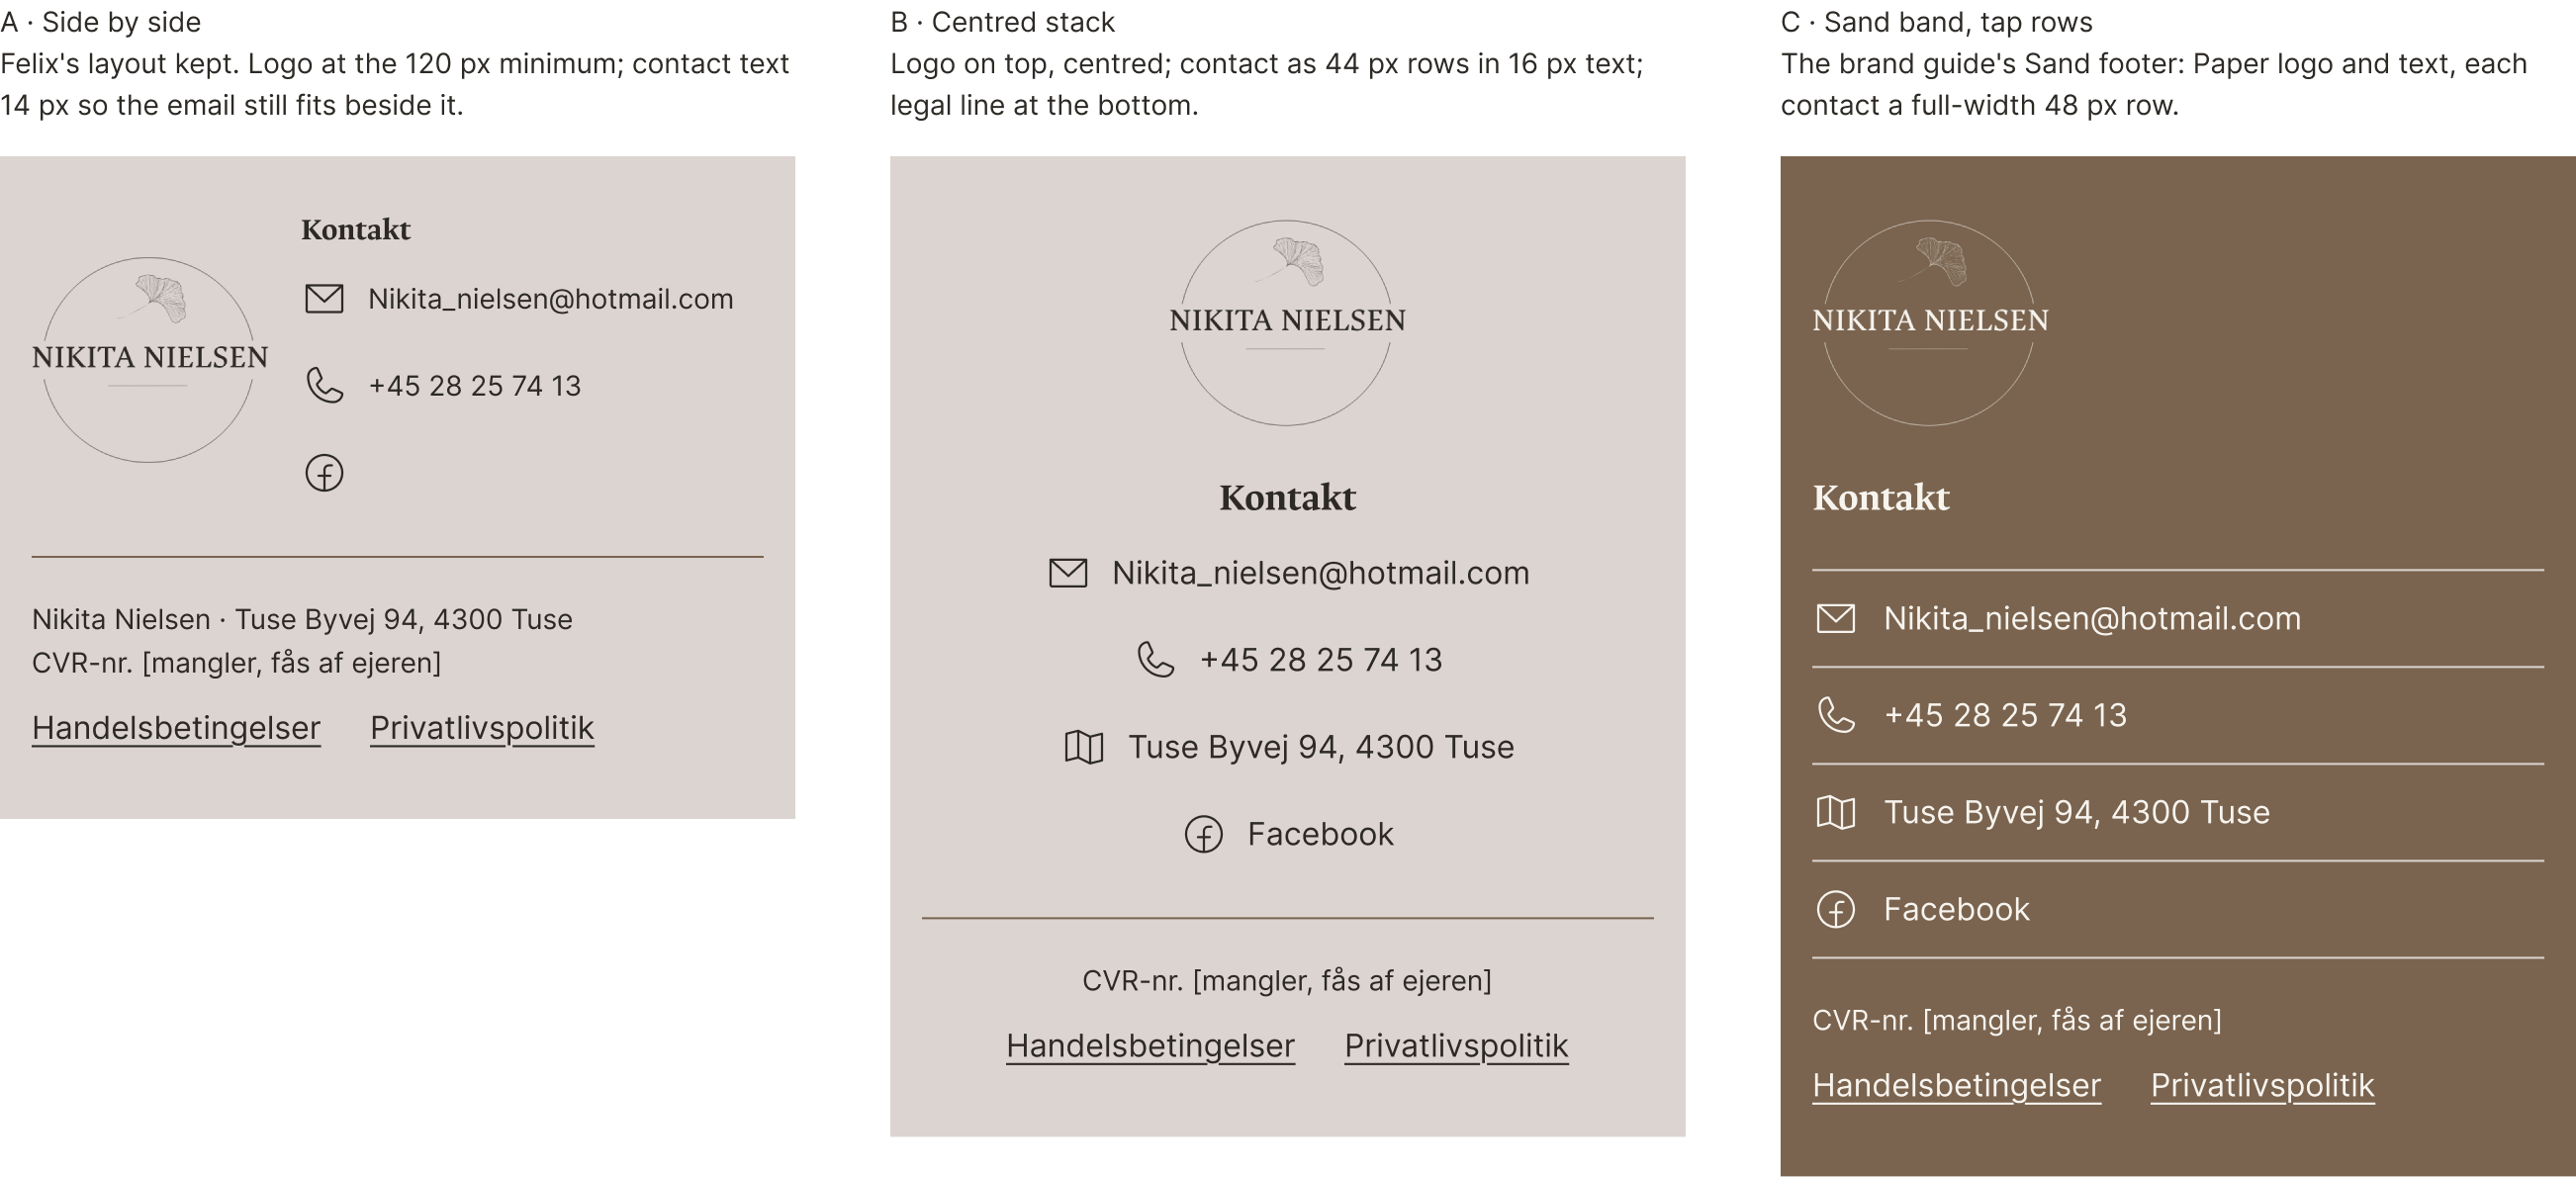 A · Side by side
Felix's layout kept. Logo at the 120 px minimum; contact text
14 px so the email still fits beside it.
NIKITA NIELSEN
Kontakt
Nikita_nielsen@hotmail.com
+45 28 25 74 13
Nikita Nielsen · Tuse Byvej 94, 4300 Tuse
CVR-nr. [mangler, fås af ejeren]
Handelsbetingelser Privatlivspolitik
B · Centred stack
Logo on top, centred; contact as 44 px rows in 16 px text;
legal line at the bottom.
NIKITA NIELSEN
Kontakt
Nikita_nielsen@hotmail.com
+45 28 25 74 13
Tuse Byvej 94, 4300 Tuse
Facebook
CVR-nr. [mangler, fås af ejeren]
Handelsbetingelser Privatlivspolitik
C · Sand band, tap rows
The brand guide's Sand footer: Paper logo and text, each
contact a full-width 48 px row.
NIKITA NIELSEN
Kontakt
Nikita_nielsen@hotmail.com
+45 28 25 74 13
Tuse Byvej 94, 4300 Tuse
Facebook
CVR-nr. [mangler, fås af ejeren]
Handelsbetingelser Privatlivspolitik